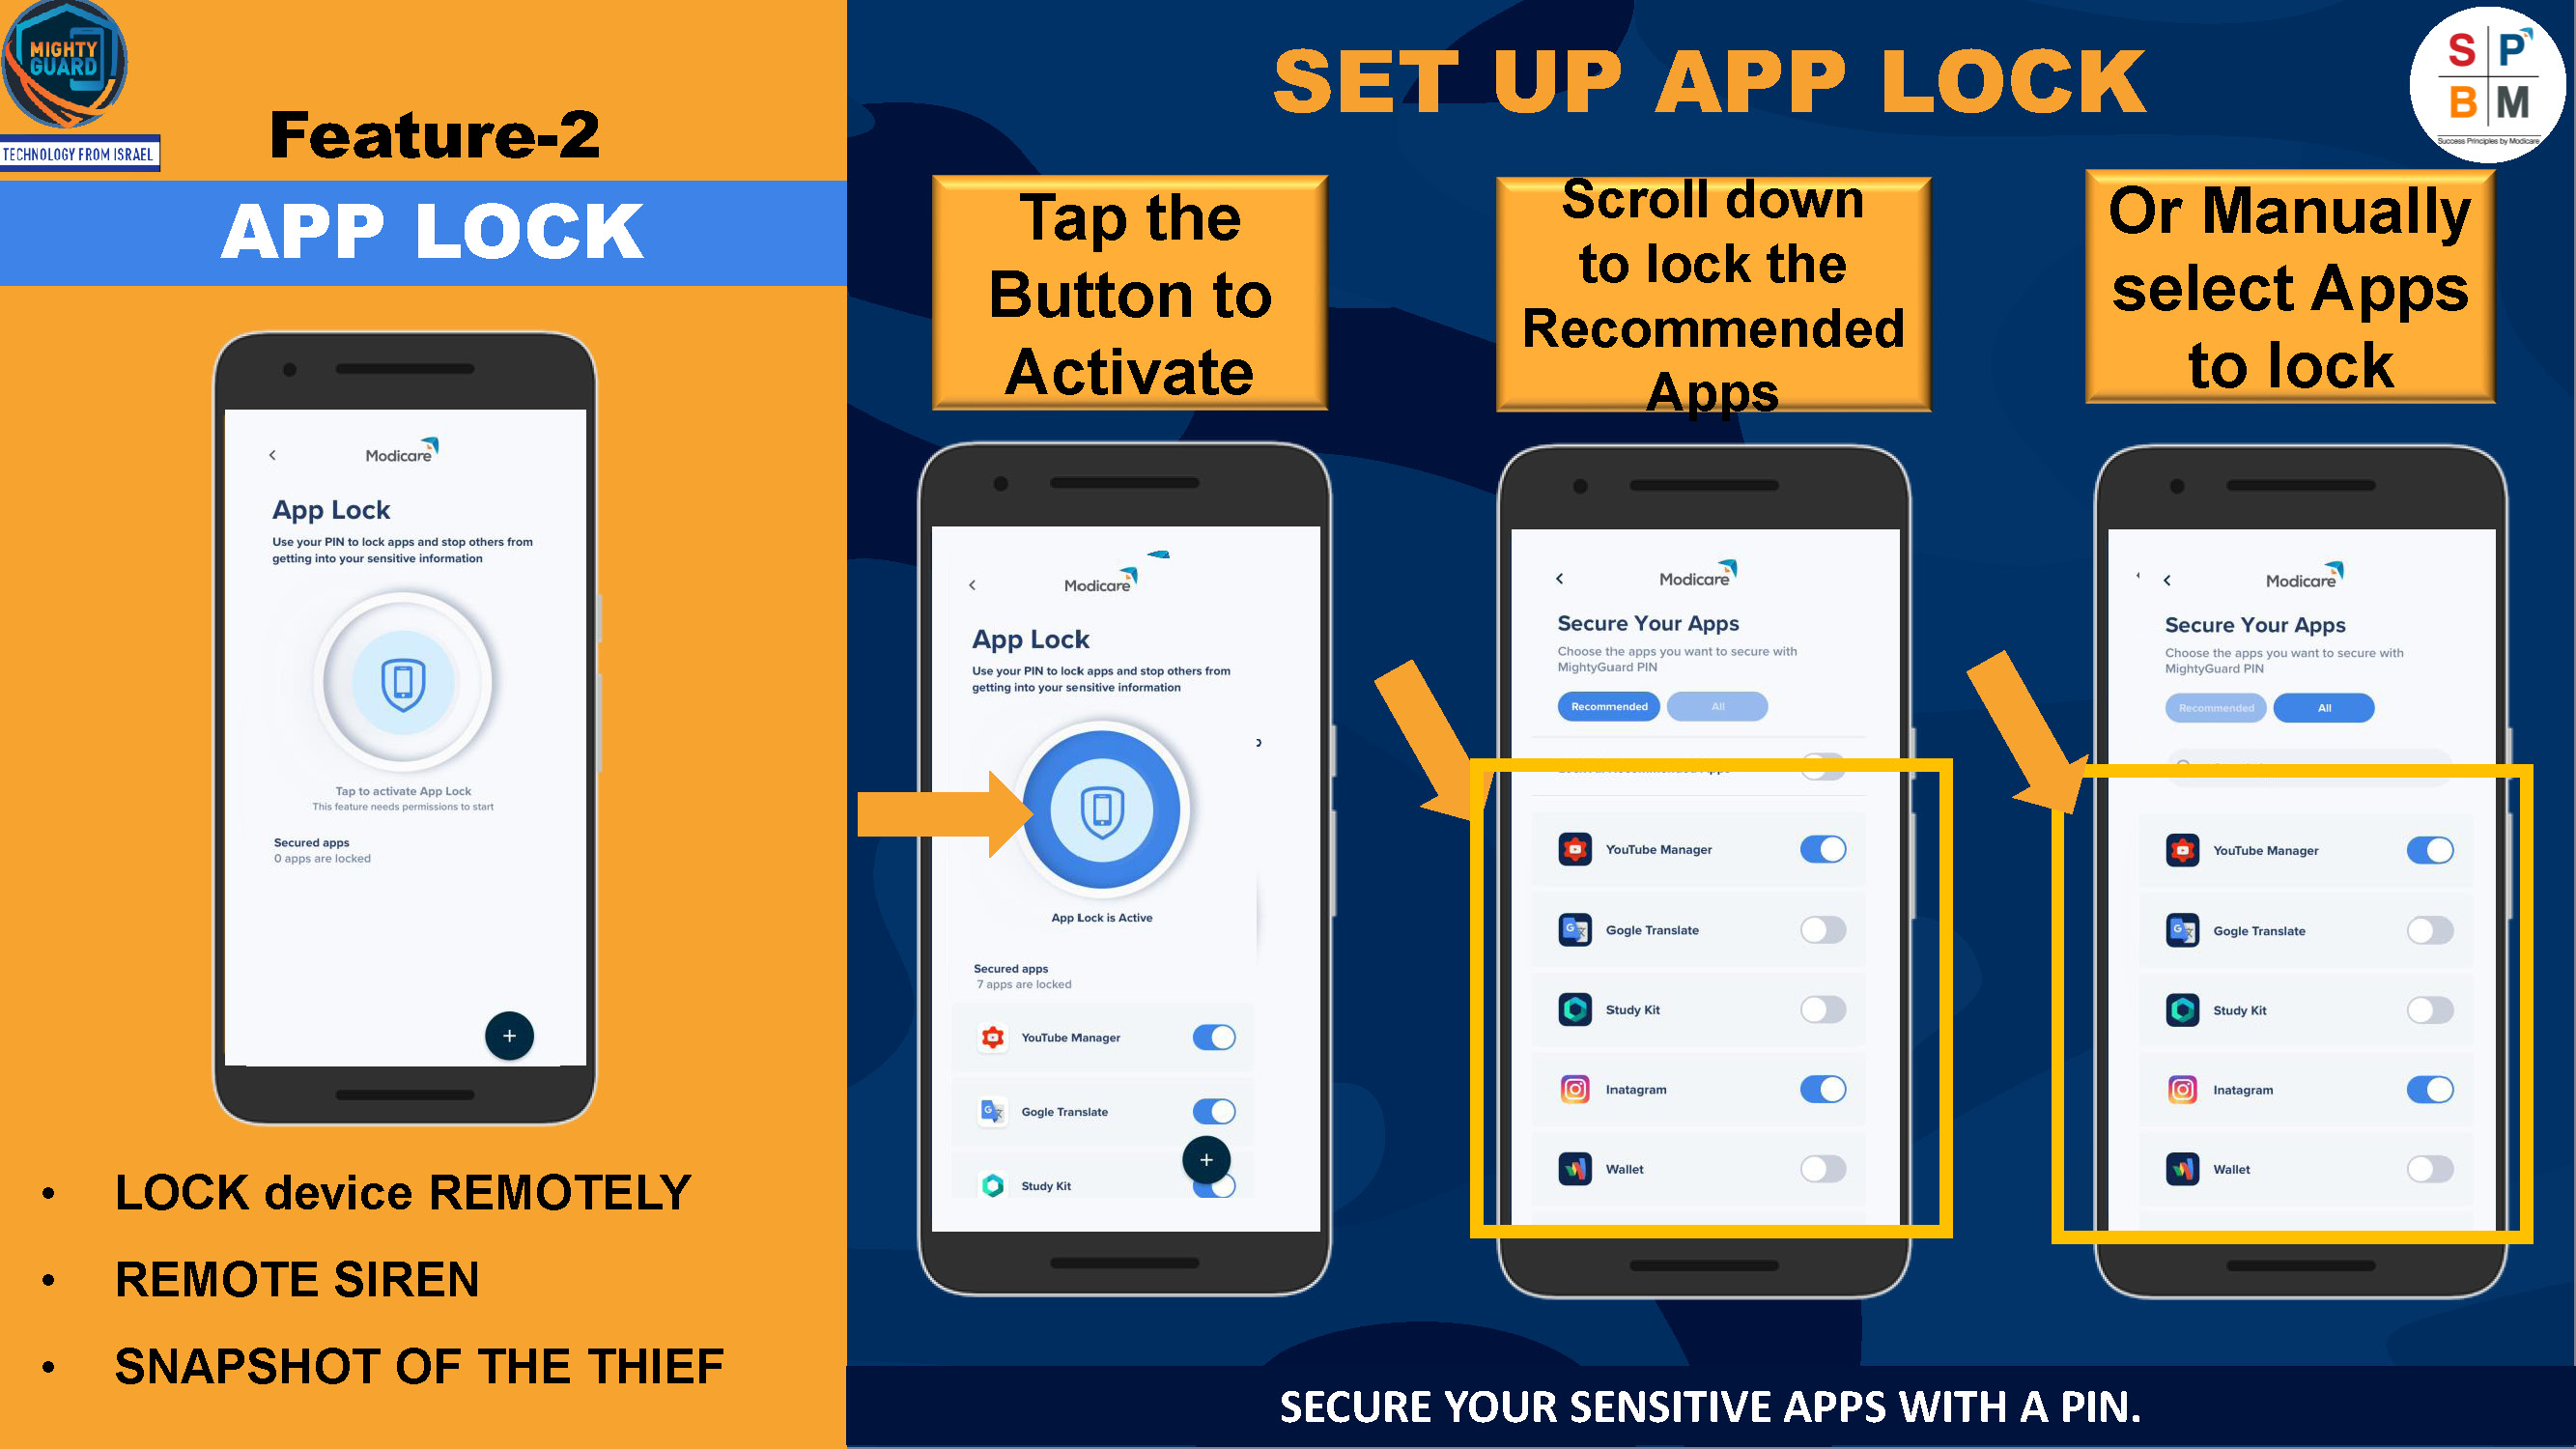 MIGHTY
GUARD
TECHNOLOGY FROM ISRAEL
Feature-2
APP LOCK
Modicare
App Lock
Use your PIN to lock apps and stop others from
getting into your sensitive information
Tap to activate App Lock
This feature needs permissions to start
Secured apps
0 apps are locked
+
• LOCK device REMOTELY
• REMOTE SIREN
• SNAPSHOT OF THE THIEF
SET UP APP LOCK
S P
B M
Success Principles by Modicare
Tap the
Button to
Activate
Modicare
App Lock
Use your PIN to lock apps and stop others from
getting into your sensitive information
App Lock is Active
Secured apps
7 apps are locked
YouTube Manager
Gogle Translate
+
Study Kit
Scroll down
to lock the
Recommended
Apps
Modicare
Secure Your Apps
Choose the apps you want to secure with
MightyGuard PIN
Recommended All
YouTube Manager
Gogle Translate
Study Kit
Inatagram
Wallet
Or Manually
select Apps
to lock
Modicare
Secure Your Apps
Choose the apps you want to secure with
MightyGuard PIN
Recommended All
YouTube Manager
Gogle Translate
Study Kit
Inatagram
Wallet
SECURE YOUR SENSITIVE APPS WITH A PIN.